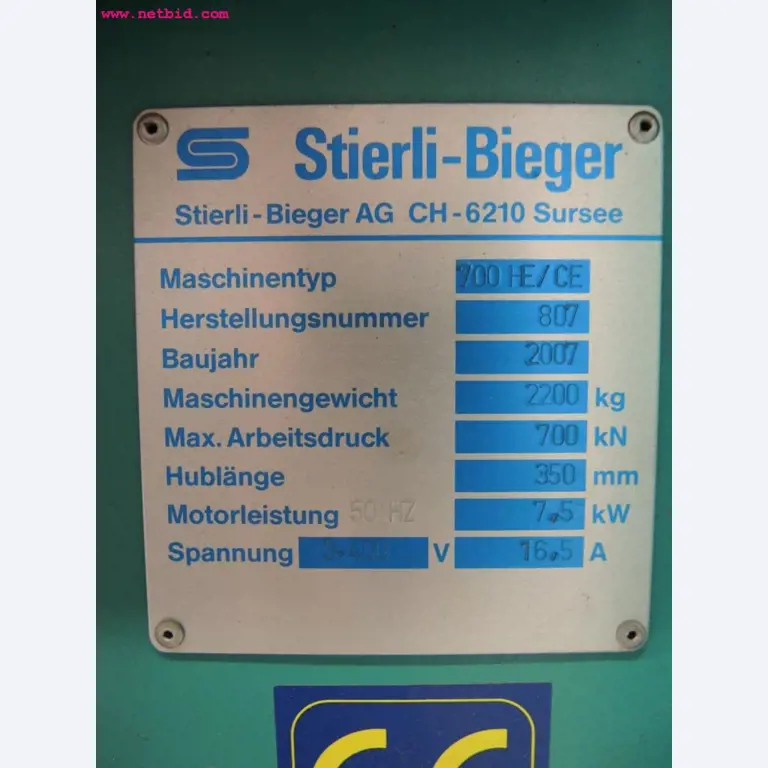 www.netbid.com
Stierli-Bieger
Stierli-Bieger AG CH-6210 Sursee
Maschinentyp 700 HE/CE
Herstellungsnummer 807
Baujahr 2007
Maschinengewicht 2200 kg
Max. Arbeitsdruck 700 kN
Hublänge 350 mm
Motorleistung 50 HZ 7,5 kW
Spannung V 16,5 A
CE